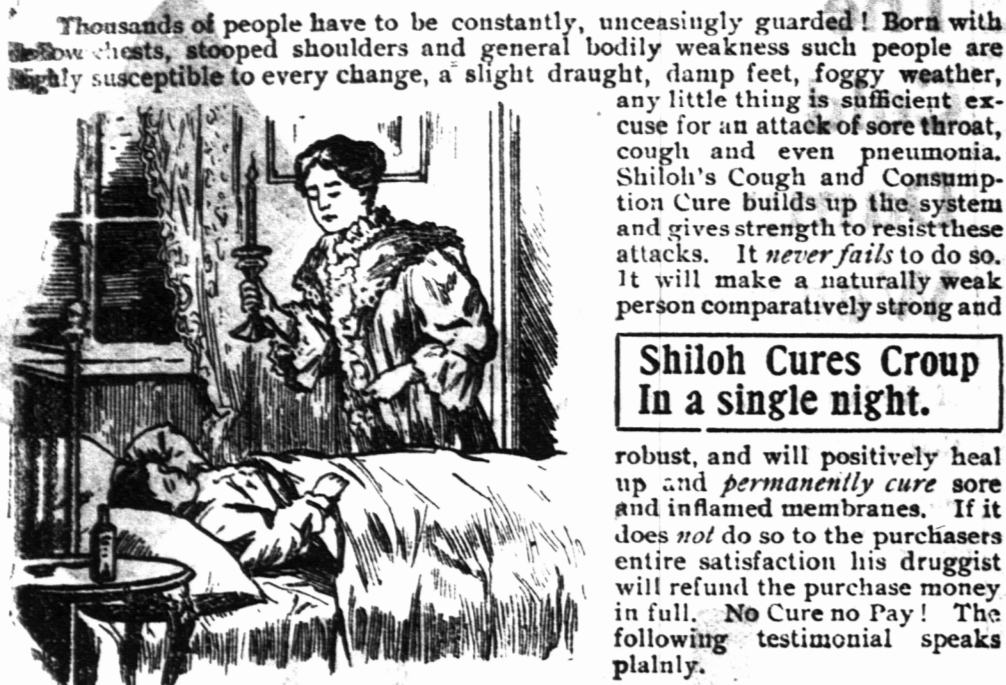 Thousands of people have to be constantly, unceasingly guarded! Born with
hollow chests, stooped shoulders and general bodily weakness such people are
highly susceptible to every change, a slight draught, damp feet, foggy weather,
any little thing is sufficient ex-
cuse for an attack of sore throat,
cough and even pneumonia.
Shiloh's Cough and Consump-
tion Cure builds up the system
and gives strength to resist these
attacks. It never fails to do so.
It will make a naturally weak
person comparatively strong and
Shiloh Cures Croup
In a single night.
robust, and will positively heal
up and permanently cure sore
and inflamed membranes. If it
does not do so to the purchasers
entire satisfaction his druggist
will refund the purchase money
in full. No Cure no Pay! The
following testimonial speaks
plainly.